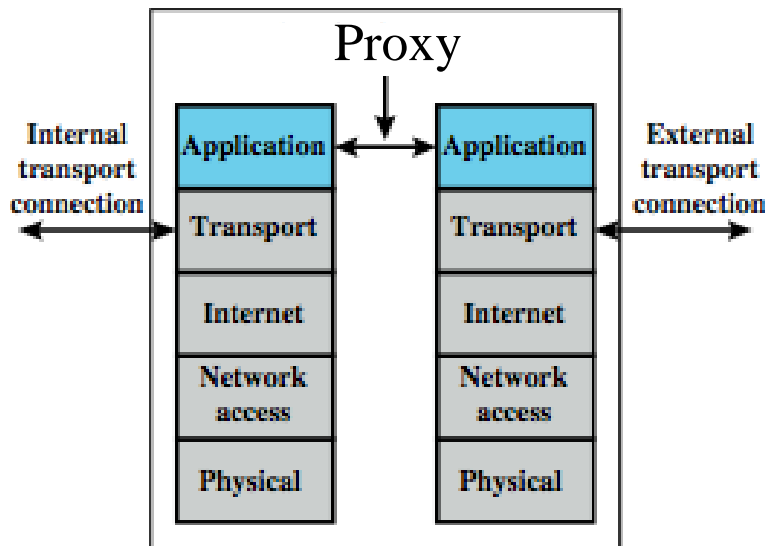 Proxy
Internal
transport
connection
Application
Transport
Internet
Network
access
Physical
Application
Transport
Internet
Network
access
Physical
External
transport
connection